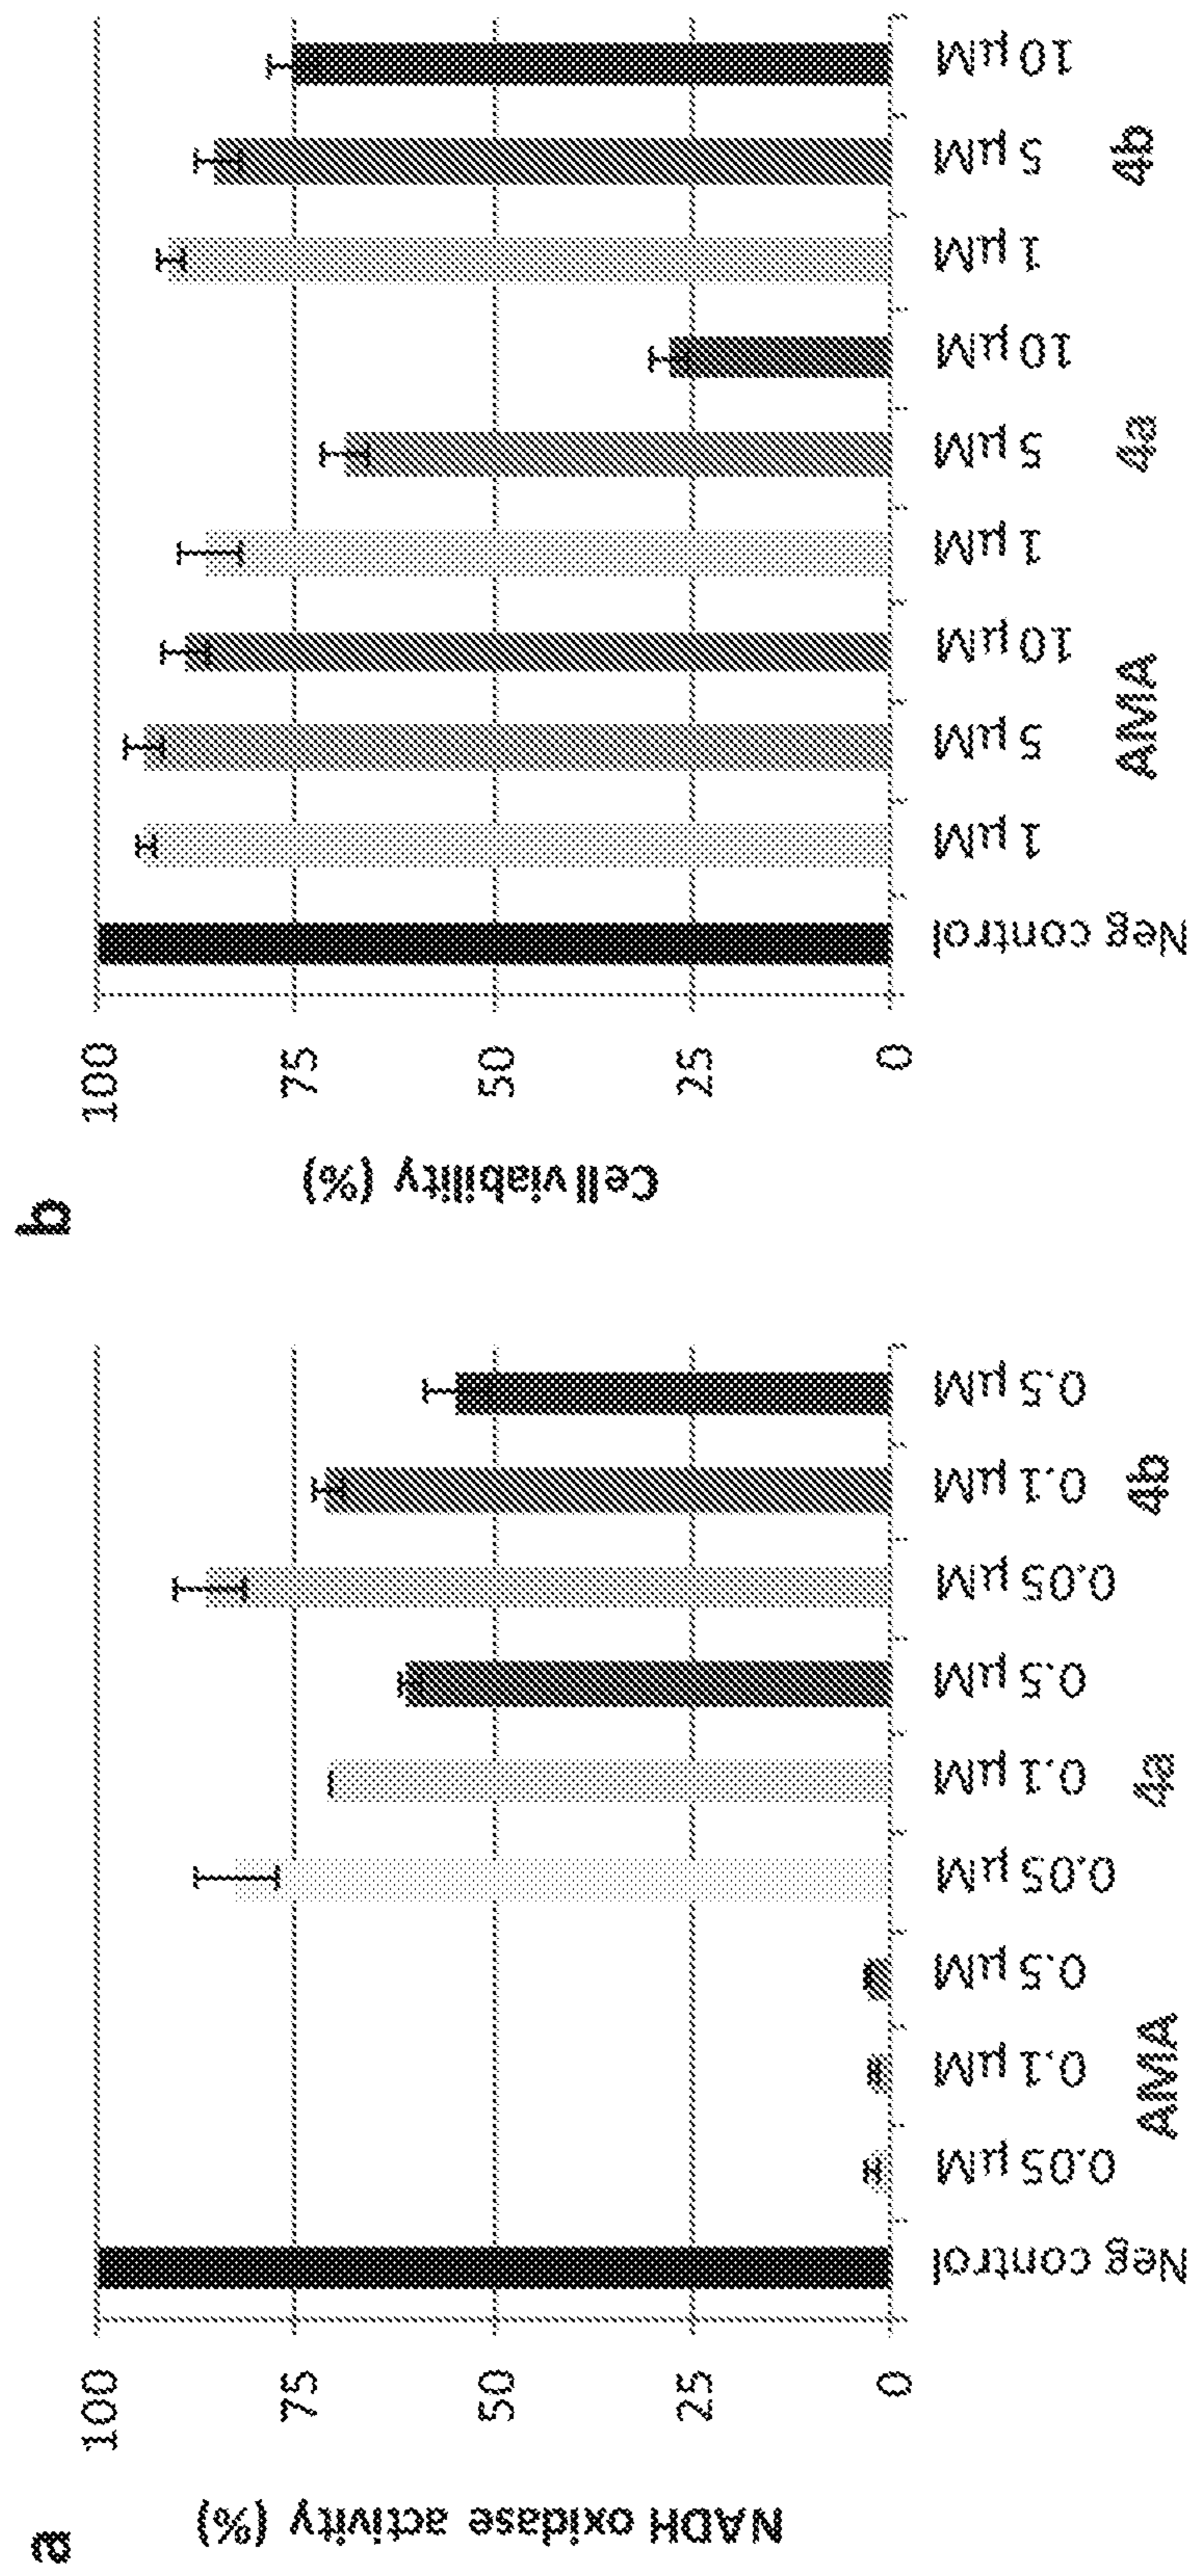 a
NADH oxidase activity (%)
100
75
50
25
0
Neg control
0.05 µM
0.1 µM
0.5 µM
0.05 µM
0.1 µM
0.5 µM
0.05 µM
0.1 µM
0.5 µM
AMA
4a
4b
b
Cell viability (%)
100
75
50
25
0
Neg control
1 µM
5 µM
10 µM
1 µM
5 µM
10 µM
1 µM
5 µM
10 µM
AMA
4a
4b